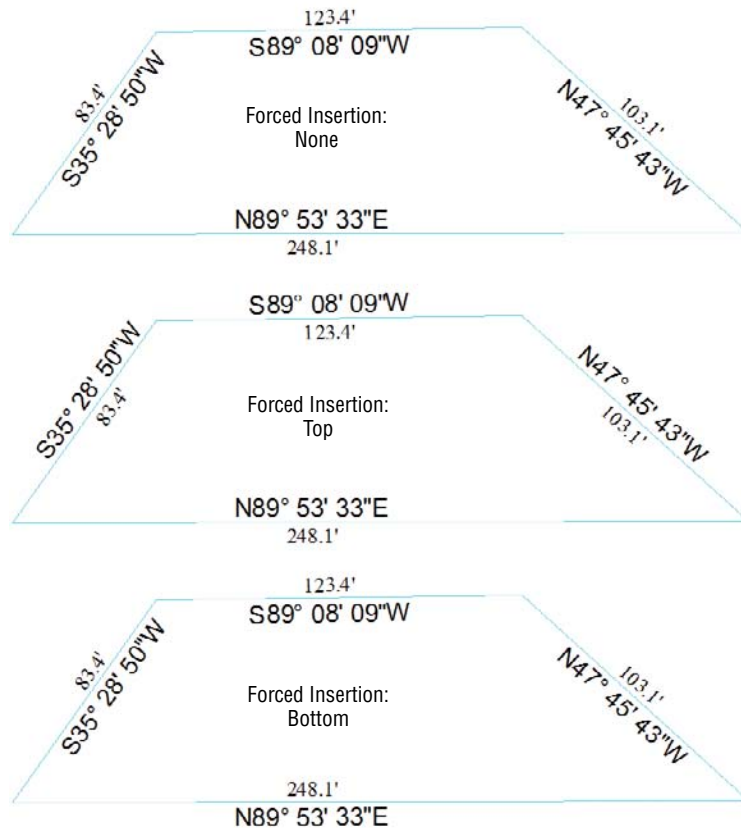 123.4'
S89° 08' 09"W
83.4'
S35° 28' 50"W
103.1'
N47° 45' 43"W
Forced Insertion:
None
N89° 53' 33"E
248.1'
S89° 08' 09"W
123.4'
S35° 28' 50"W
83.4'
N47° 45' 43"W
103.1'
Forced Insertion:
Top
N89° 53' 33"E
248.1'
123.4'
S89° 08' 09"W
83.4'
S35° 28' 50"W
103.1'
N47° 45' 43"W
Forced Insertion:
Bottom
248.1'
N89° 53' 33"E